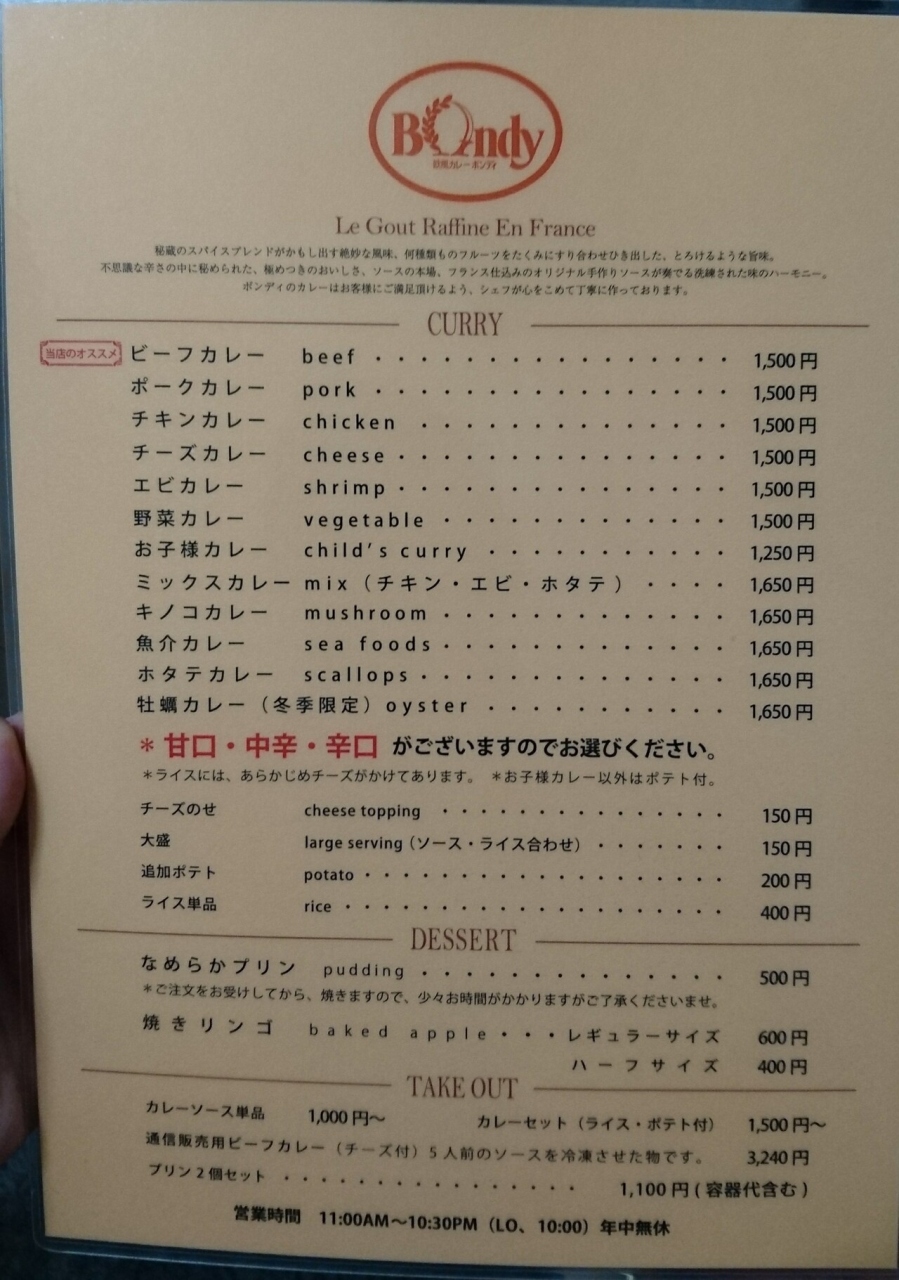 Bondy
欧風カレーボンディ
Le Gout Raffine En France
秘蔵のスパイスブレンドがかもし出す絶妙な風味、何種類ものフルーツをたくみにすり合わせひき出した、とろけるような旨味。
不思議な辛さの中に秘められた、極めつきのおいしさ、ソースの本場、フランス仕込みのオリジナル手作りソースが奏でる洗練された味のハーモニー。
ボンディのカレーはお客様にご満足頂けるよう、シェフが心をこめて丁寧に作っております。
CURRY
当店のオススメ ビーフカレー beef ・・・・・・・・・・・・・・・・ 1,500円
ポークカレー pork ・・・・・・・・・・・・・・・・ 1,500円
チキンカレー chicken ・・・・・・・・・・・・・・ 1,500円
チーズカレー cheese ・・・・・・・・・・・・・・・ 1,500円
エビカレー shrimp ・・・・・・・・・・・・・・・ 1,500円
野菜カレー vegetable ・・・・・・・・・・・・・ 1,500円
お子様カレー child's curry ・・・・・・・・・・・ 1,250円
ミックスカレー mix（チキン・エビ・ホタテ）・・・・ 1,650円
キノコカレー mushroom ・・・・・・・・・・・・・ 1,650円
魚介カレー sea foods ・・・・・・・・・・・・・ 1,650円
ホタテカレー scallops ・・・・・・・・・・・・・・ 1,650円
牡蠣カレー（冬季限定）oyster ・・・・・・・・・・・ 1,650円
＊甘口・中辛・辛口 がございますのでお選びください。
＊ライスには、あらかじめチーズがかけてあります。 ＊お子様カレー以外はポテト付。
チーズのせ cheese topping ・・・・・・・・・・・・・・ 150円
大盛 large serving（ソース・ライス合わせ）・・・・・・・ 150円
追加ポテト potato ・・・・・・・・・・・・・・・・・・ 200円
ライス単品 rice ・・・・・・・・・・・・・・・・・・・ 400円
DESSERT
なめらかプリン pudding ・・・・・・・・・・・・・・ 500円
＊ご注文をお受けしてから、焼きますので、少々お時間がかかりますがご了承くださいませ。
焼きリンゴ baked apple ・・・レギュラーサイズ 600円
ハーフサイズ 400円
TAKE OUT
カレーソース単品 1,000円～ カレーセット（ライス・ポテト付） 1,500円～
通信販売用ビーフカレー（チーズ付）5人前のソースを冷凍させた物です。 3,240円
プリン2個セット ・・・・・・・・・・・・・・・・ 1,100円(容器代含む)
営業時間 11:00AM～10:30PM（LO、10:00）年中無休